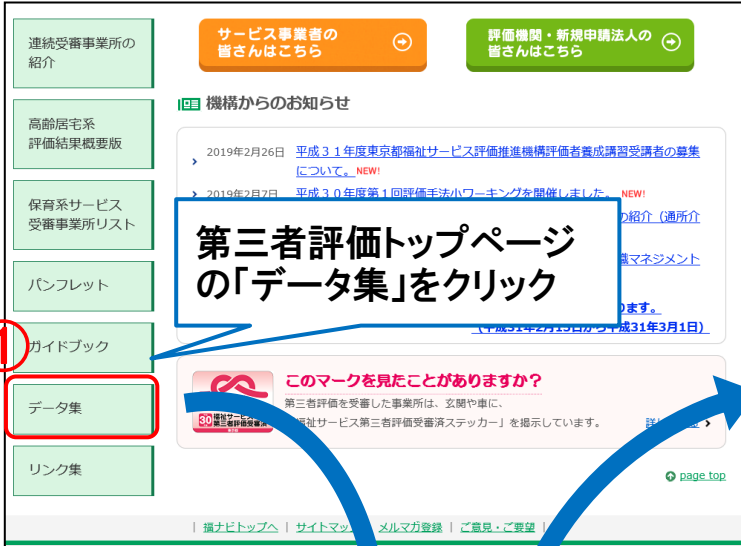 連続受審事業所の
紹介
高齢居宅系
評価結果概要版
保育系サービス
受審事業所リスト
パンフレット
ガイドブック
データ集
リンク集
1
サービス事業者の
皆さんはこちら
評価機関・新規申請法人の
皆さんはこちら
機構からのお知らせ
2019年2月26日 平成３１年度東京都福祉サービス評価推進機構評価者養成講習受講者の募集
について。NEW!
2019年2月7日 平成３０年度第１回評価手法小ワーキングを開催しました。 NEW!
の紹介（通所介
マネジメント
ります。
(平成31年2月15日から平成31年3月1日)
第三者評価トップページ
の「データ集」をクリック
このマークを見たことがありますか？
第三者評価を受審した事業所は、玄関や車に、
福祉サービス第三者評価受審済ステッカー」を掲示しています。
30 福祉サービス
第三者評価受審済
page top
| 福ナビトップへ | サイトマッ メルマガ登録 | ご意見・ご要望 |